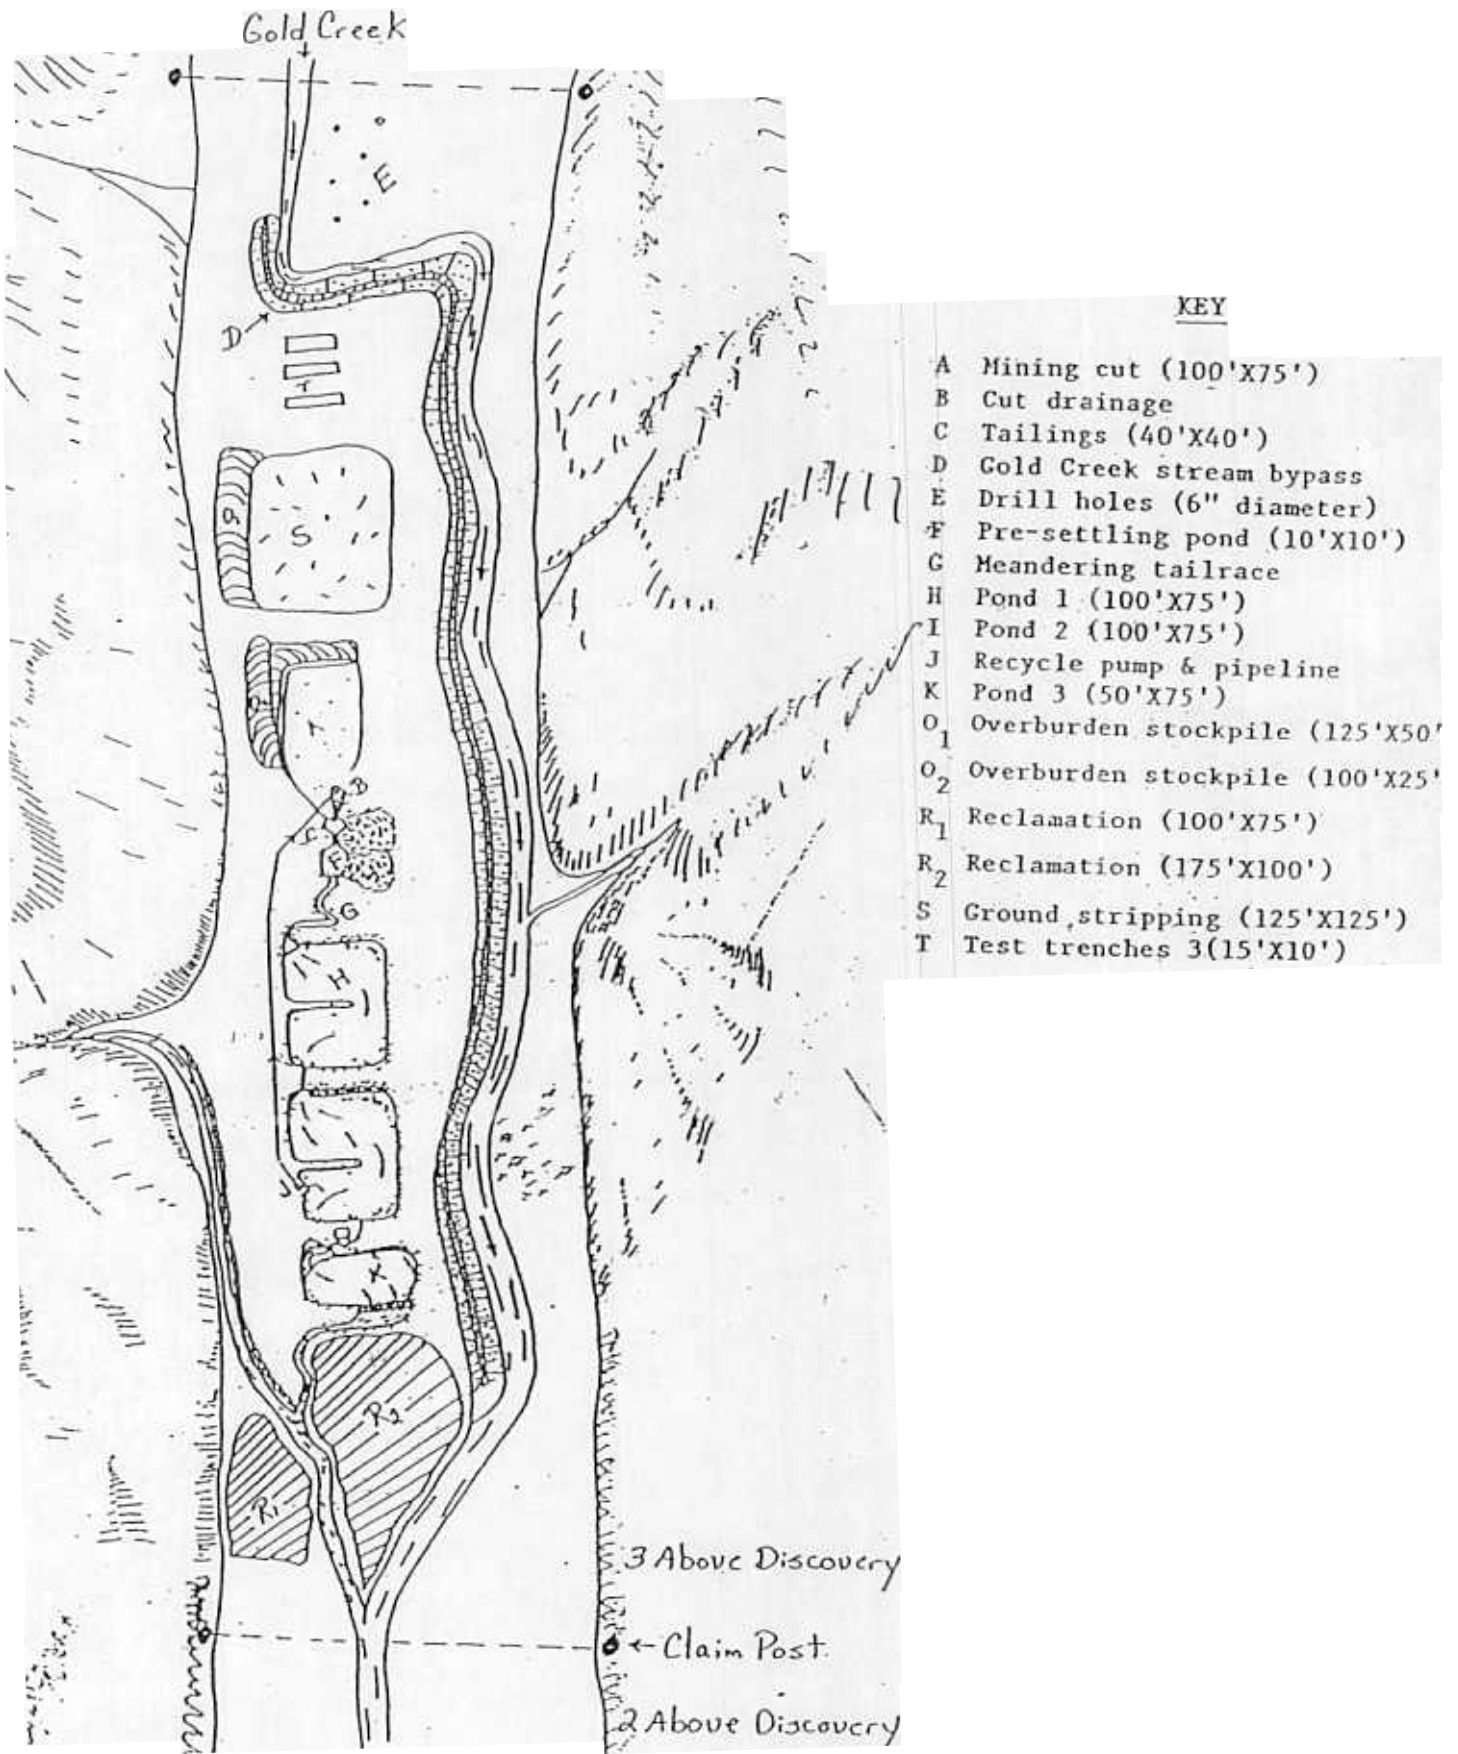 Gold Creek
E
D
T
S
T
B
C
F
G
H
J
K
R2
R1
3 Above Discovery
← Claim Post.
2 Above Discovery
KEY
A Mining cut (100'X75')
B Cut drainage
C Tailings (40'X40')
D Gold Creek stream bypass
E Drill holes (6" diameter)
F Pre-settling pond (10'X10')
G Meandering tailrace
H Pond 1 (100'X75')
I Pond 2 (100'X75')
J Recycle pump & pipeline
K Pond 3 (50'X75')
O1 Overburden stockpile (125'X50'
O2 Overburden stockpile (100'X25'
R1 Reclamation (100'X75')
R2 Reclamation (175'X100')
S Ground stripping (125'X125')
T Test trenches 3(15'X10')